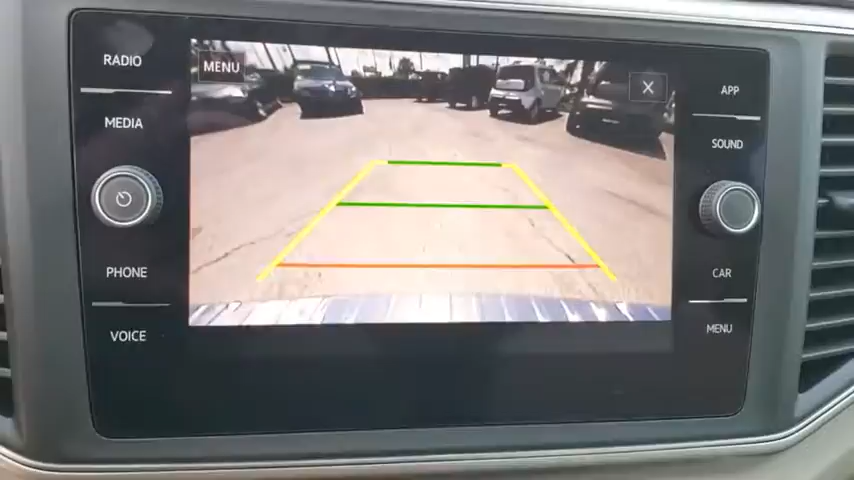 RADIO
MEDIA
PHONE
VOICE
MENU
X
APP
SOUND
CAR
MENU